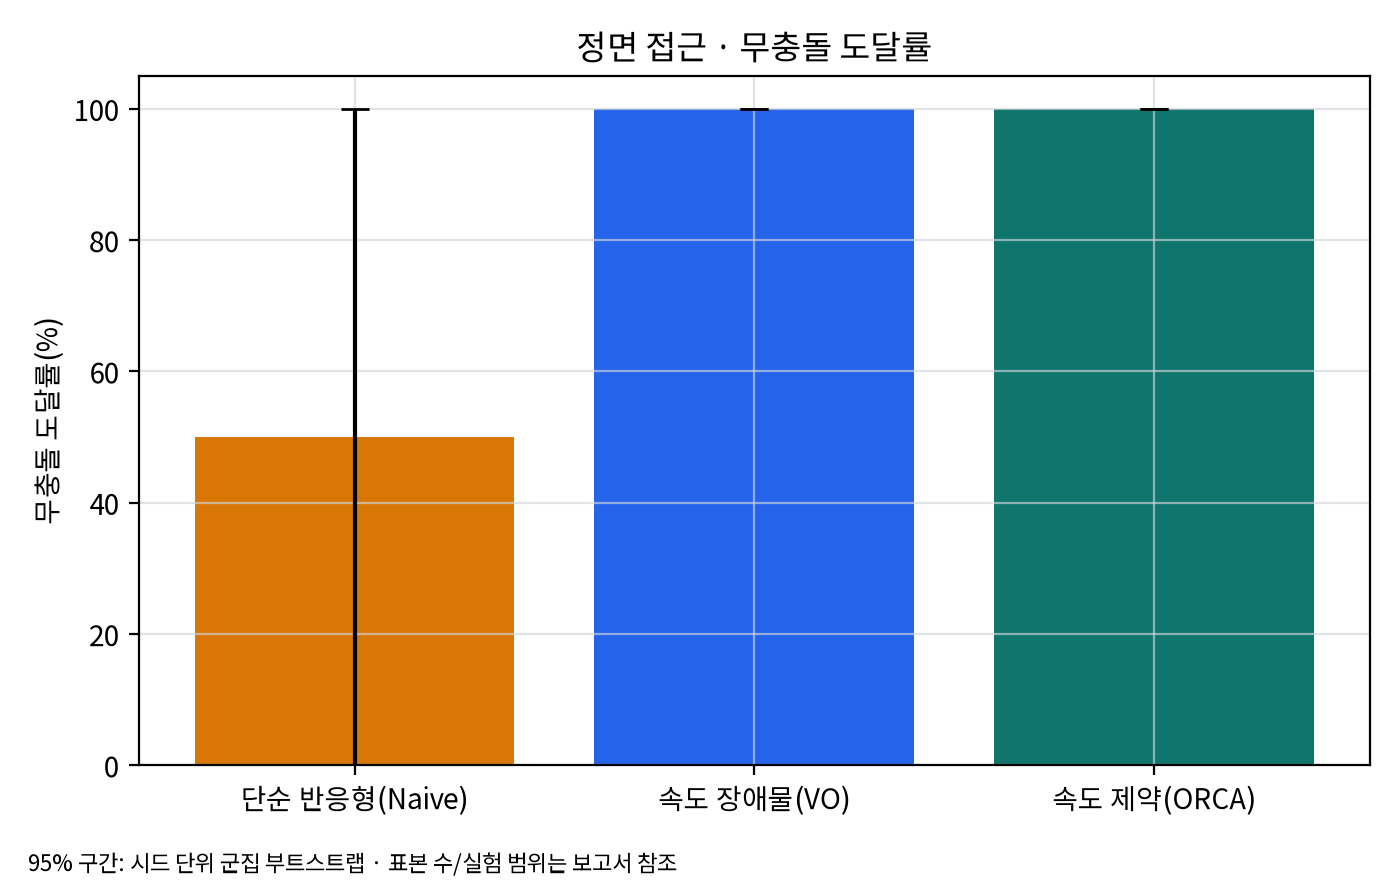 정면 접근 · 무충돌 도달률
무충돌 도달률(%)
100
80
60
40
20
0
단순 반응형(Naive)
속도 장애물(VO)
속도 제약(ORCA)
95% 구간: 시드 단위 군집 부트스트랩 · 표본 수/실험 범위는 보고서 참조